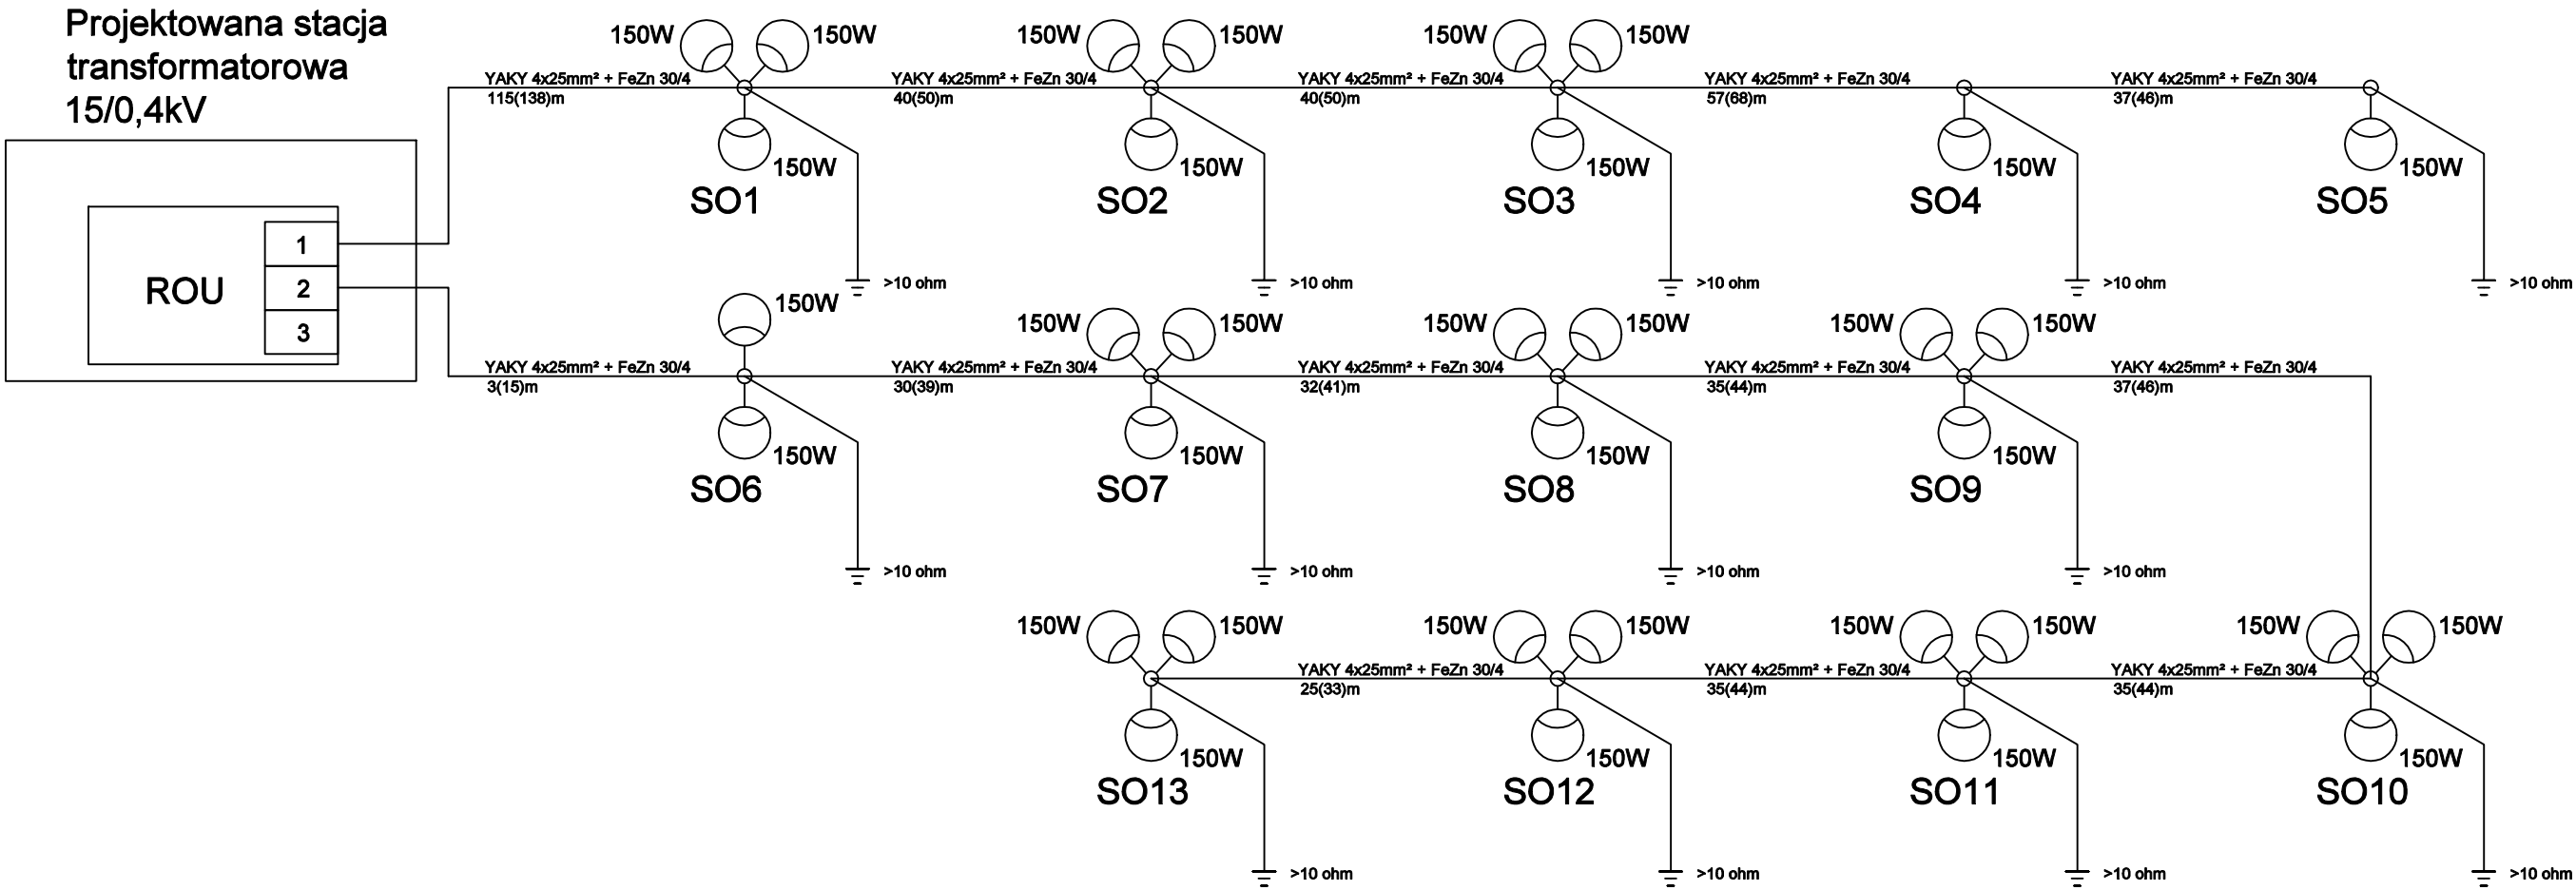 Projektowana stacja
transformatorowa
15/0,4kV
ROU
1
2
3
150W 150W 150W 150W 150W 150W
YAKY 4x25mm² + FeZn 30/4 YAKY 4x25mm² + FeZn 30/4 YAKY 4x25mm² + FeZn 30/4 YAKY 4x25mm² + FeZn 30/4 YAKY 4x25mm² + FeZn 30/4
115(138)m 40(50)m 40(50)m 57(68)m 37(46)m
150W 150W 150W 150W 150W
SO1 SO2 SO3 SO4 SO5
>10 ohm >10 ohm >10 ohm >10 ohm >10 ohm
150W 150W 150W 150W 150W 150W 150W
YAKY 4x25mm² + FeZn 30/4 YAKY 4x25mm² + FeZn 30/4 YAKY 4x25mm² + FeZn 30/4 YAKY 4x25mm² + FeZn 30/4 YAKY 4x25mm² + FeZn 30/4
3(15)m 30(39)m 32(41)m 35(44)m 37(46)m
150W 150W 150W 150W
SO6 SO7 SO8 SO9
>10 ohm >10 ohm >10 ohm >10 ohm
150W 150W 150W 150W 150W 150W 150W 150W
YAKY 4x25mm² + FeZn 30/4 YAKY 4x25mm² + FeZn 30/4 YAKY 4x25mm² + FeZn 30/4
25(33)m 35(44)m 35(44)m
150W 150W 150W 150W
SO13 SO12 SO11 SO10
>10 ohm >10 ohm >10 ohm >10 ohm